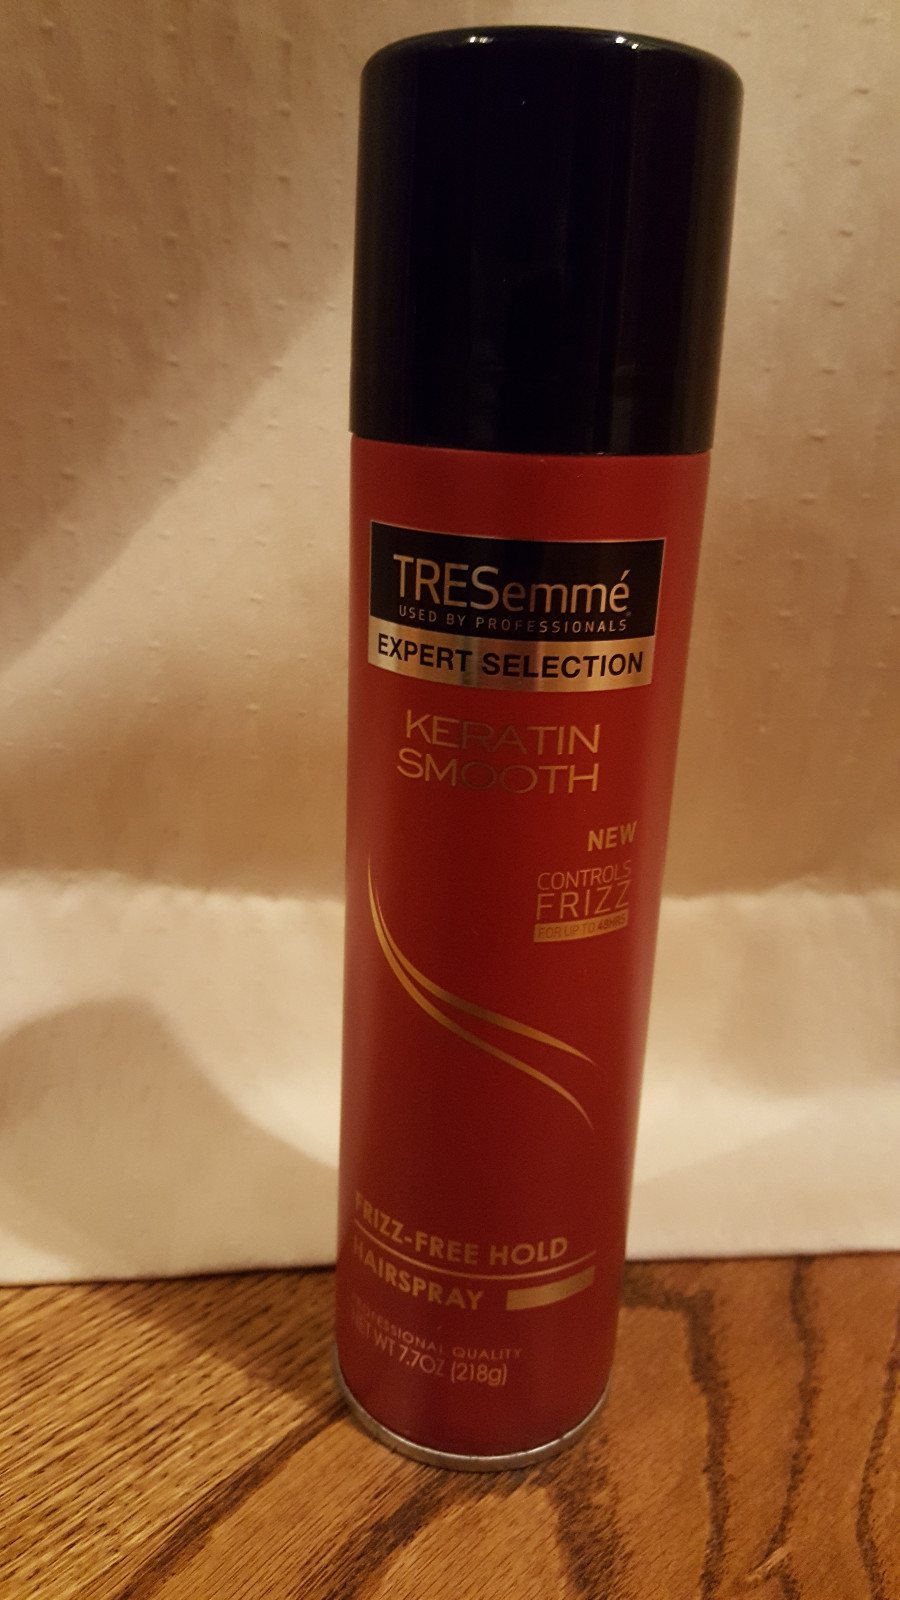 TRESemmé
USED BY PROFESSIONALS
EXPERT SELECTION
KERATIN
SMOOTH
NEW
CONTROLS
FRIZZ
FOR UP TO 48HRS
FRIZZ-FREE HOLD
HAIRSPRAY
PROFESSIONAL QUALITY
NET WT 7.7OZ (218g)